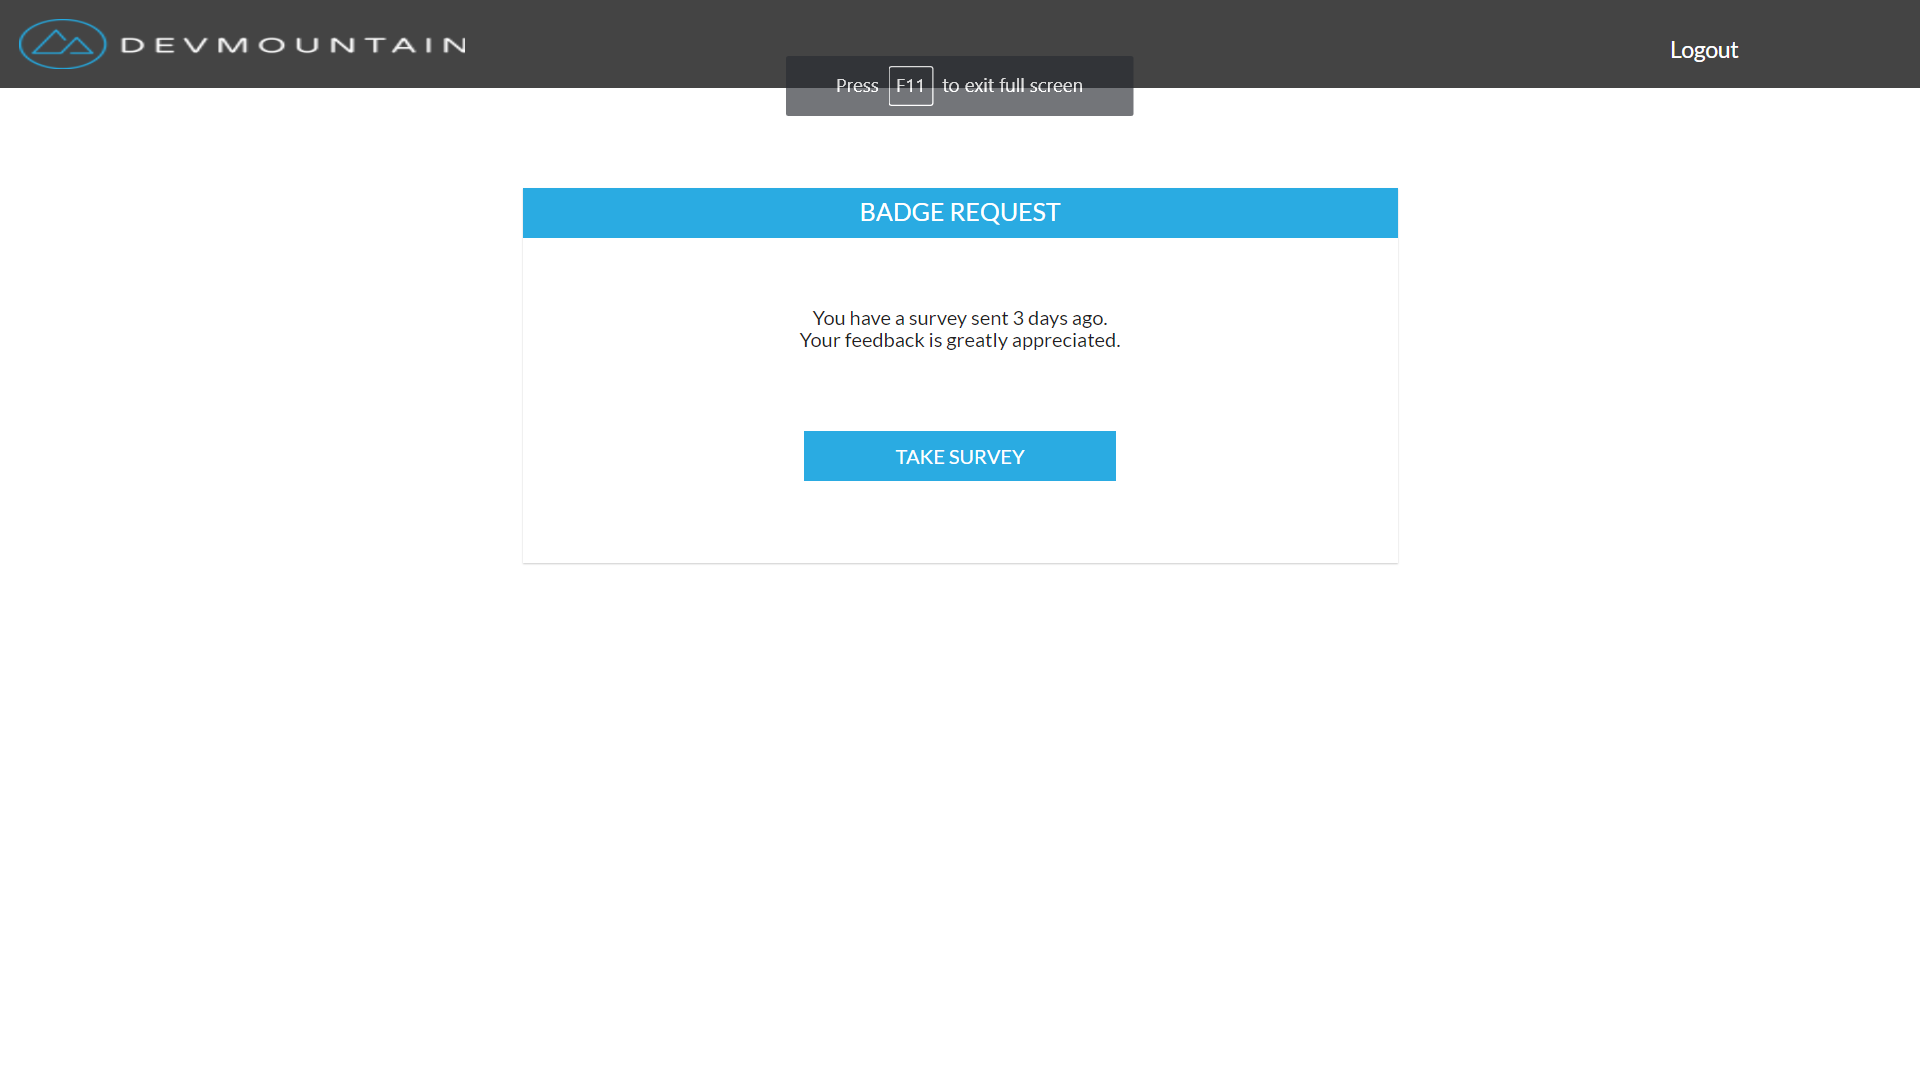 DEVMOUNTAIN
Logout
Press F11 to exit full screen
BADGE REQUEST
You have a survey sent 3 days ago.
Your feedback is greatly appreciated.
TAKE SURVEY